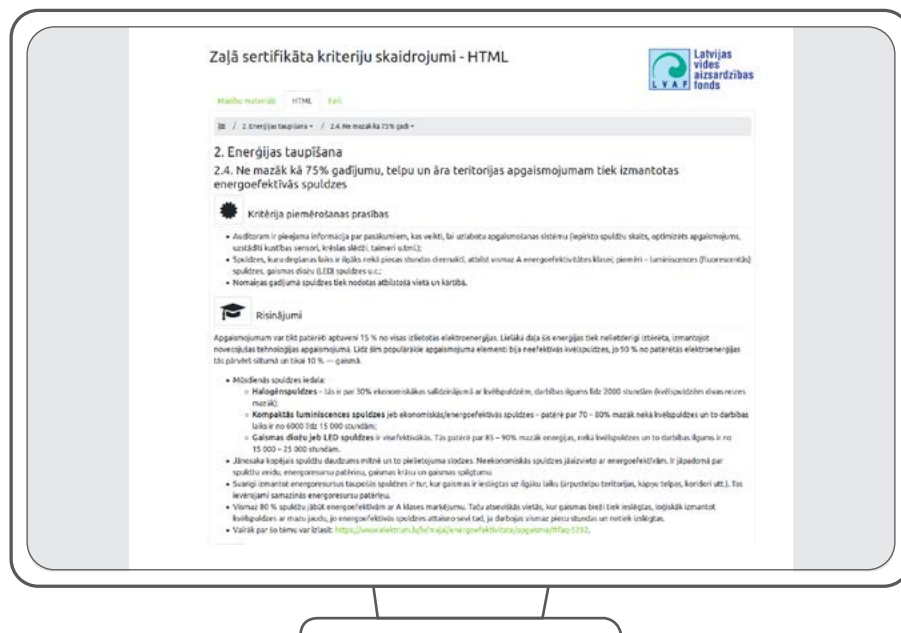 Zaļā sertifikāta kritēriju skaidrojumi - HTML
Latvijas
vides
aizsardzības
fonds
L V A F
Mācību materiāls HTML Faili
/ 2. Enerģijas taupīšana / 2.4. Ne mazāk kā 75% gadī
2. Enerģijas taupīšana
2.4. Ne mazāk kā 75% gadījumu, telpu un āra teritorijas apgaismojumam tiek izmantotas
energoefektīvās spuldzes
Kritērija piemērošanas prasības
• Auditoram ir pieejama informācija par pasākumiem, kas veikti, lai uzlabotu apgaismošanas sistēmu (iepirkto spuldžu skaits, optimizēts apgaismojums,
uzstādīti kustības sensori, krēslas slēdži, taimeri u.tml.);
• Spuldzes, kuru degšanas laiks ir ilgāks nekā piecas stundas diennaktī, atbilst vismaz A energoefektivitātes klasei; piemēri – luminiscences (fluorescentās)
spuldzes, gaismas diožu (LED) spuldzes u.c.;
• Nomaiņas gadījumā spuldzes tiek nodotas atbilstošā vietā un kārtībā.
Risinājumi
Apgaismojumam var tikt patērēti aptuveni 15 % no visas izlietotās elektroenerģijas. Lielākā daļa šīs enerģijas tiek nelietderīgi iztērēta, izmantojot
novecojušas tehnoloģijas apgaismojumā. Līdz šim populārākie apgaismojuma elementi bija neefektīvās kvēlspuldzes, jo 90 % no patērētās elektroenerģijas
tās pārvērš siltumā un tikai 10 % — gaismā.
• Mūsdienās spuldzes iedala:
○ Halogēnspuldzes – tās ir par 30% ekonomiskākas salīdzinājumā ar kvēlspuldzēm, darbības ilgums līdz 2000 stundām (kvēlspuldzēm divas reizes
mazāk);
○ Kompaktās luminiscences spuldzes jeb ekonomiskās/energoefektīvās spuldzes – patērē par 70 – 80% mazāk nekā kvēlspuldzes un to darbības
laiks ir no 6000 līdz 15 000 stundām;
○ Gaismas diožu jeb LED spuldzes ir visefektīvākās. Tās patērē par 85 – 90% mazāk enerģijas, nekā kvēlspuldzes un to darbības ilgums ir no
15 000 – 25 000 stundām.
• Jānosaka kopējais spuldžu daudzums mītnē un to pielietojuma slodzes. Neekonomiskās spuldzes jāaizvieto ar energoefektīvām. Ir jāpadomā par
spuldžu veidu, energoresursu patēriņu, gaismas krāsu un gaismas spilgtumu.
• Svarīgi izmantot energoresursus taupošās spuldzes ir tur, kur gaismas ir ieslēgtas uz ilgāku laiku (ārpustelpu teritorijas, kāpņu telpas, koridori utt.). Tas
ievērojami samazinās energoresursu patēriņu.
• Vismaz 80 % spuldžu jābūt energoefektīvām ar A klases marķējumu. Taču atsevišķās vietās, kur gaismas bieži tiek ieslēgtas, loģiskāk izmantot
kvēlspuldzes ar mazu jaudu, jo energoefektīvās spuldzes attaisno sevi tad, ja darbojas vismaz piecu stundas un netiek izslēgtas.
• Vairāk par šo tēmu var izlasīt: https://www.elektrum.lv/lv/majai/energoefektivitate/apgaisme/#faq-5292.